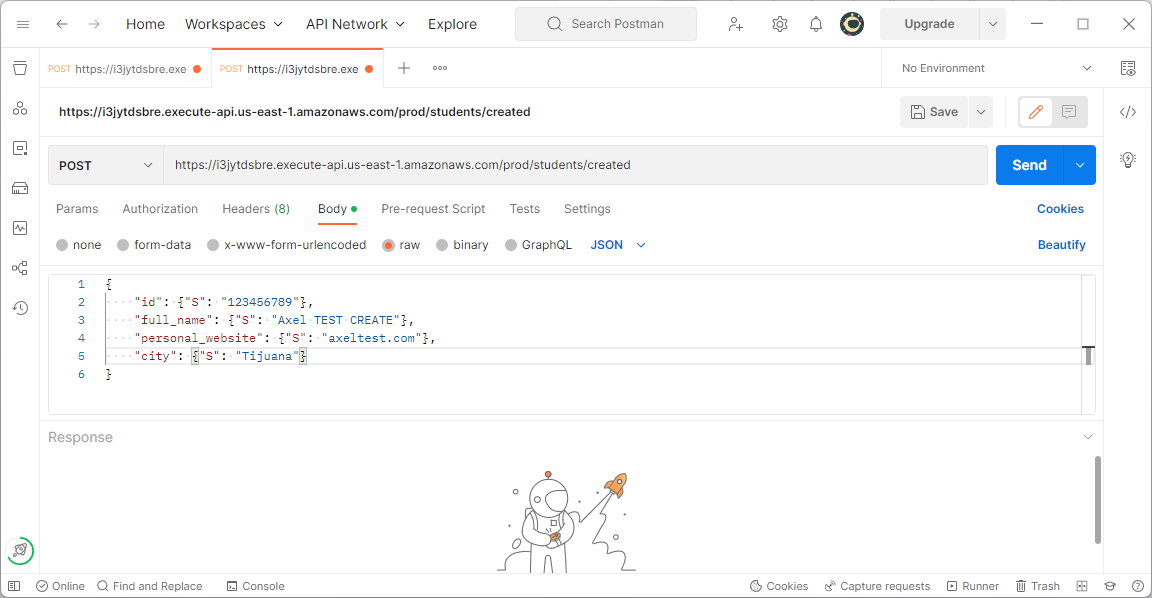 Home Workspaces API Network Explore Search Postman Upgrade
POST https://i3jytdsbre.exe POST https://i3jytdsbre.exe No Environment
https://i3jytdsbre.execute-api.us-east-1.amazonaws.com/prod/students/created Save
POST https://i3jytdsbre.execute-api.us-east-1.amazonaws.com/prod/students/created Send
Params Authorization Headers (8) Body Pre-request Script Tests Settings Cookies
none form-data x-www-form-urlencoded raw binary GraphQL JSON Beautify
1 {
2 "id": {"S": "123456789"},
3 "full_name": {"S": "Axel TEST CREATE"},
4 "personal_website": {"S": "axeltest.com"},
5 "city": {"S": "Tijuana"}
6 }
Response
Online Find and Replace Console Cookies Capture requests Runner Trash